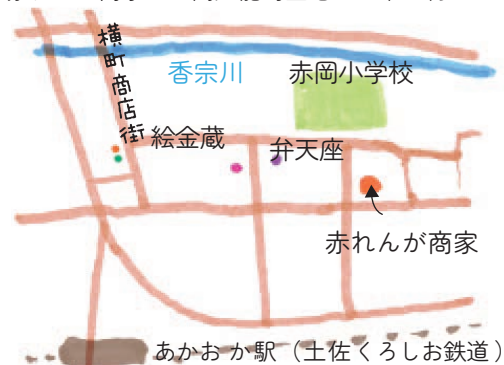 横町商店街
香宗川
赤岡小学校
絵金蔵
弁天座
赤れんが商家
あかおか駅（土佐くろしお鉄道）